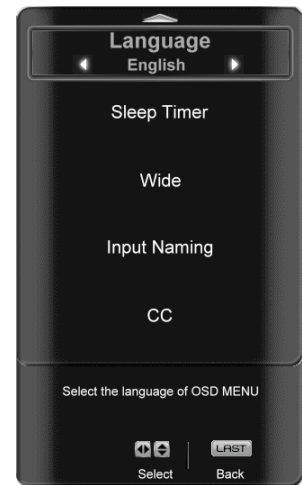 Language
English
Sleep Timer
Wide
Input Naming
CC
Select the language of OSD MENU
LAST
Select Back